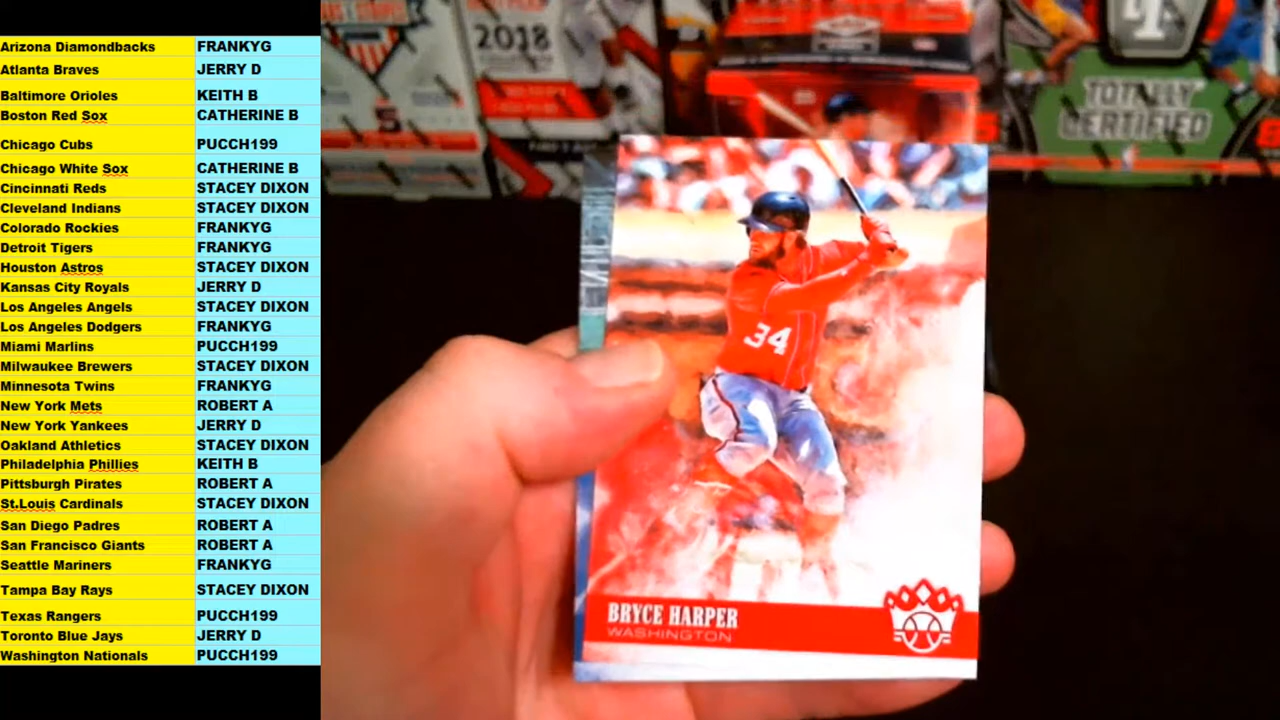 Arizona Diamondbacks FRANKYG
Atlanta Braves JERRY D
Baltimore Orioles KEITH B
Boston Red Sox CATHERINE B
Chicago Cubs PUCCH199
Chicago White Sox CATHERINE B
Cincinnati Reds STACEY DIXON
Cleveland Indians STACEY DIXON
Colorado Rockies FRANKYG
Detroit Tigers FRANKYG
Houston Astros STACEY DIXON
Kansas City Royals JERRY D
Los Angeles Angels STACEY DIXON
Los Angeles Dodgers FRANKYG
Miami Marlins PUCCH199
Milwaukee Brewers STACEY DIXON
Minnesota Twins FRANKYG
New York Mets ROBERT A
New York Yankees JERRY D
Oakland Athletics STACEY DIXON
Philadelphia Phillies KEITH B
Pittsburgh Pirates ROBERT A
St.Louis Cardinals STACEY DIXON
San Diego Padres ROBERT A
San Francisco Giants ROBERT A
Seattle Mariners FRANKYG
Tampa Bay Rays STACEY DIXON
Texas Rangers PUCCH199
Toronto Blue Jays JERRY D
Washington Nationals PUCCH199
2018
TOTALLY
CERTIFIED
34
BRYCE HARPER
WASHINGTON